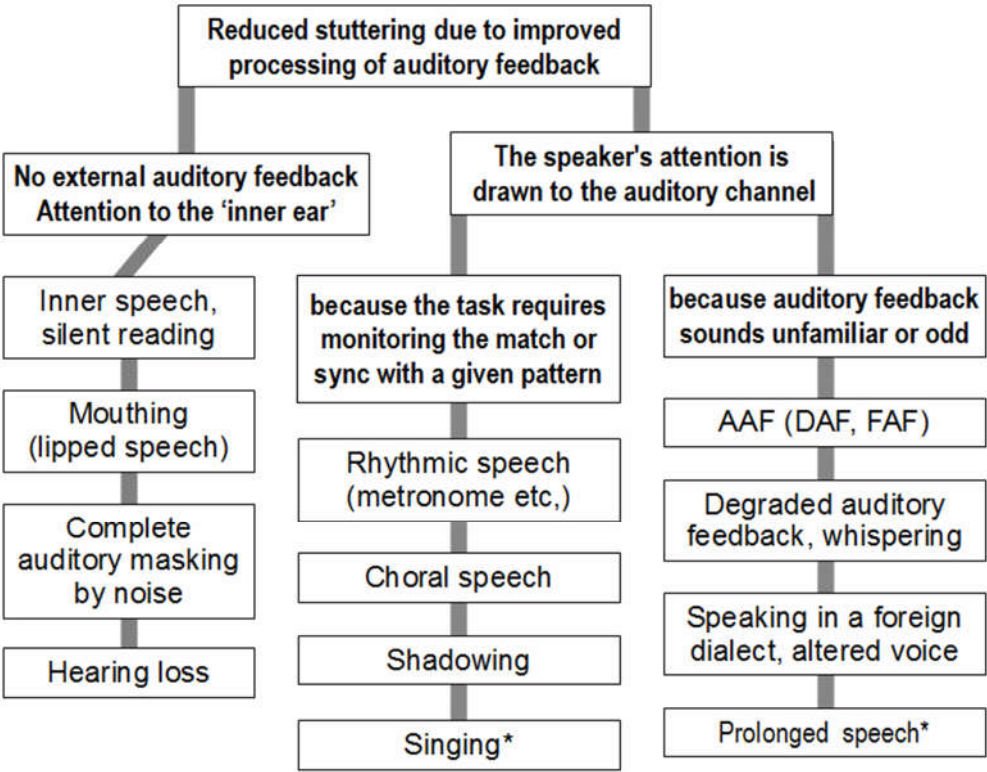 Reduced stuttering due to improved
processing of auditory feedback
No external auditory feedback
Attention to the ‘inner ear’
Inner speech,
silent reading
Mouthing
(lipped speech)
Complete
auditory masking
by noise
Hearing loss
The speaker's attention is
drawn to the auditory channel
because the task requires
monitoring the match or
sync with a given pattern
Rhythmic speech
(metronome etc,)
Choral speech
Shadowing
Singing*
because auditory feedback
sounds unfamiliar or odd
AAF (DAF, FAF)
Degraded auditory
feedback, whispering
Speaking in a foreign
dialect, altered voice
Prolonged speech*